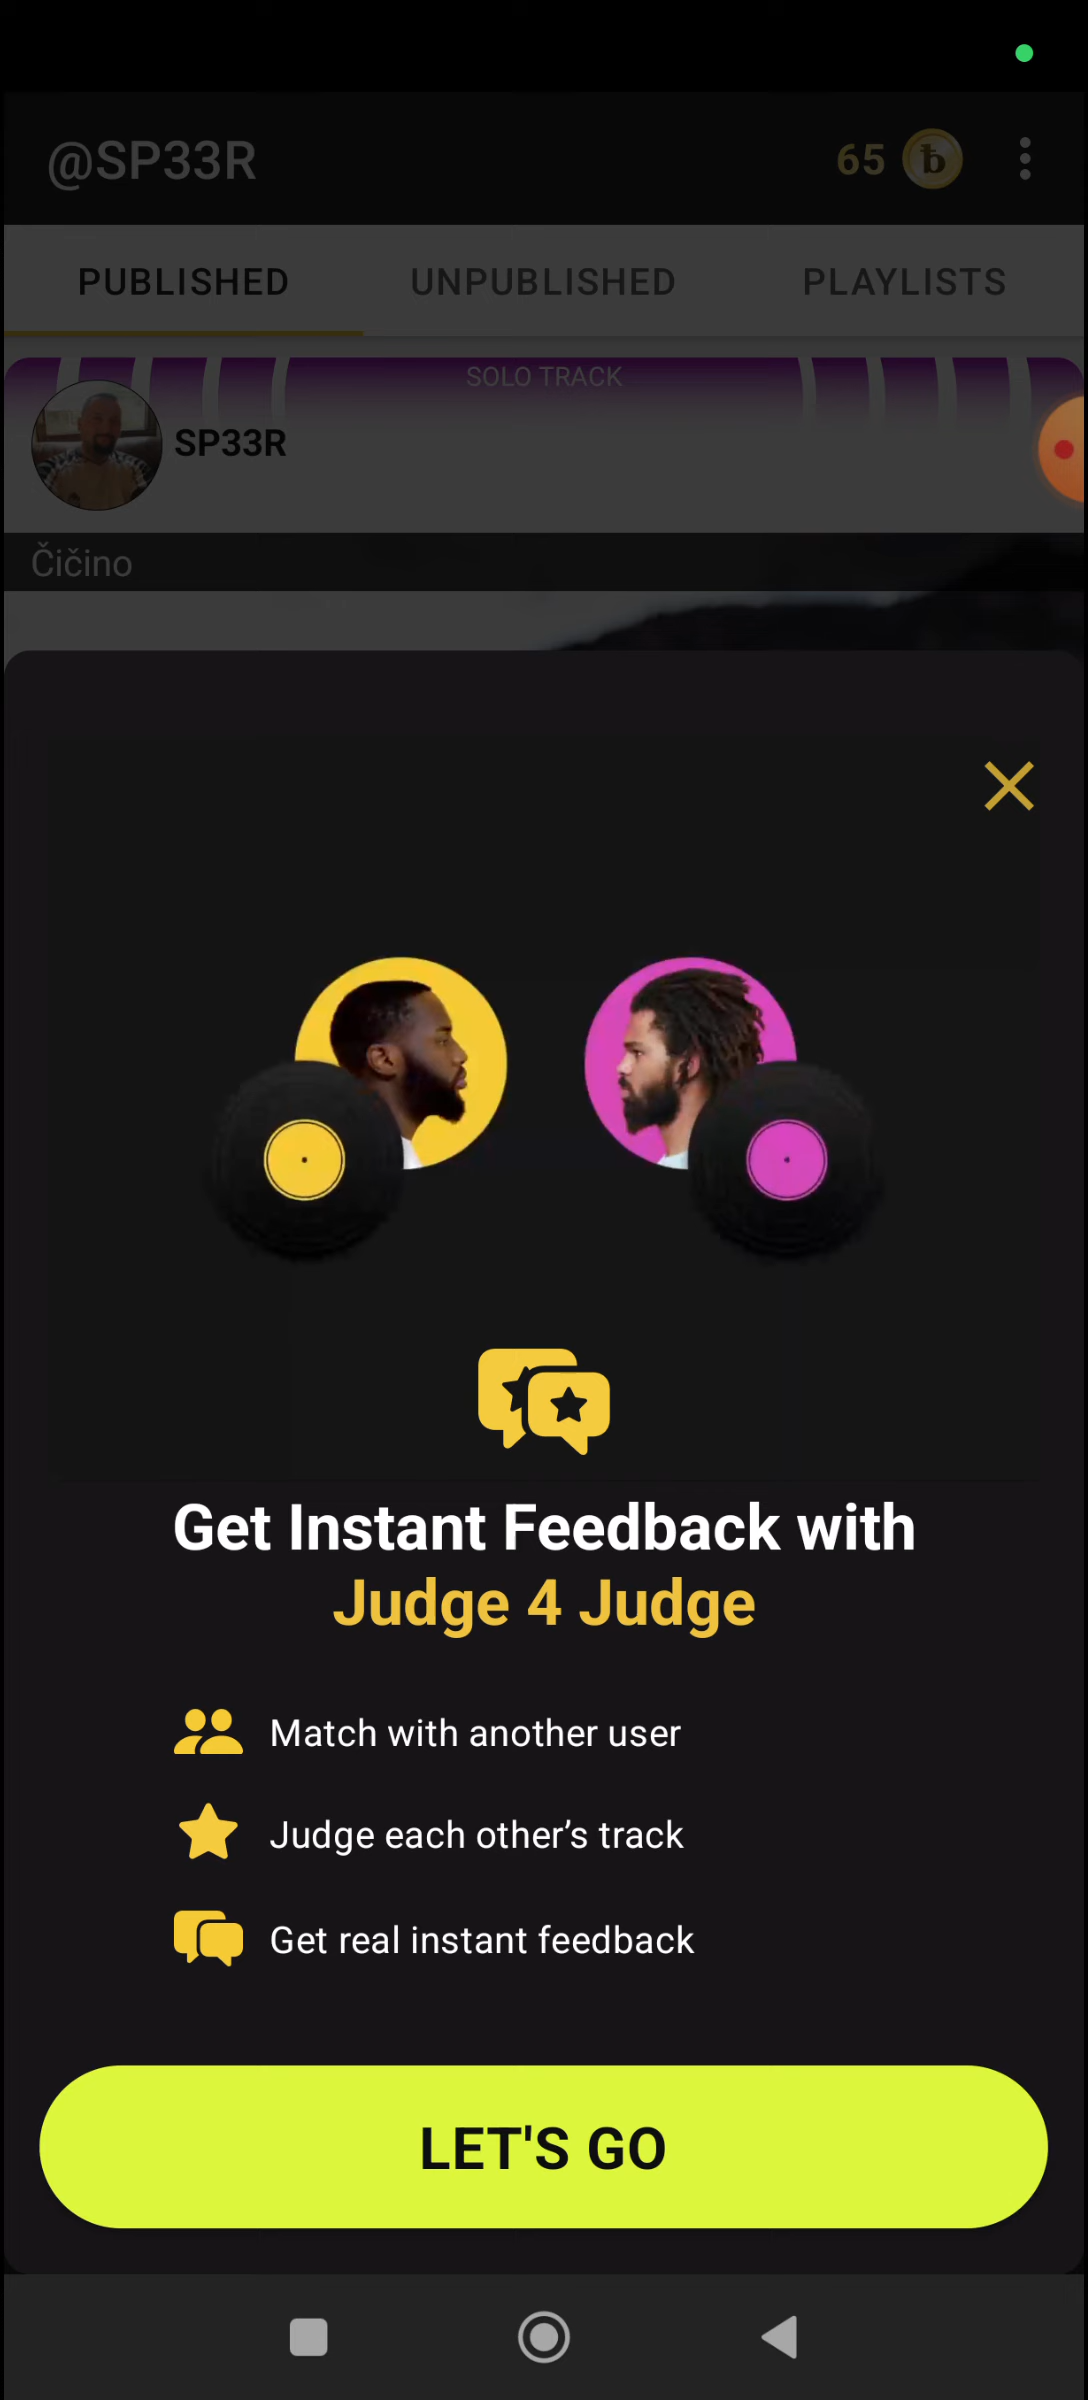 @SP33R
65
PUBLISHED UNPUBLISHED PLAYLISTS
SOLO TRACK
SP33R
Čičino
Get Instant Feedback with
Judge 4 Judge
Match with another user
Judge each other’s track
Get real instant feedback
LET'S GO